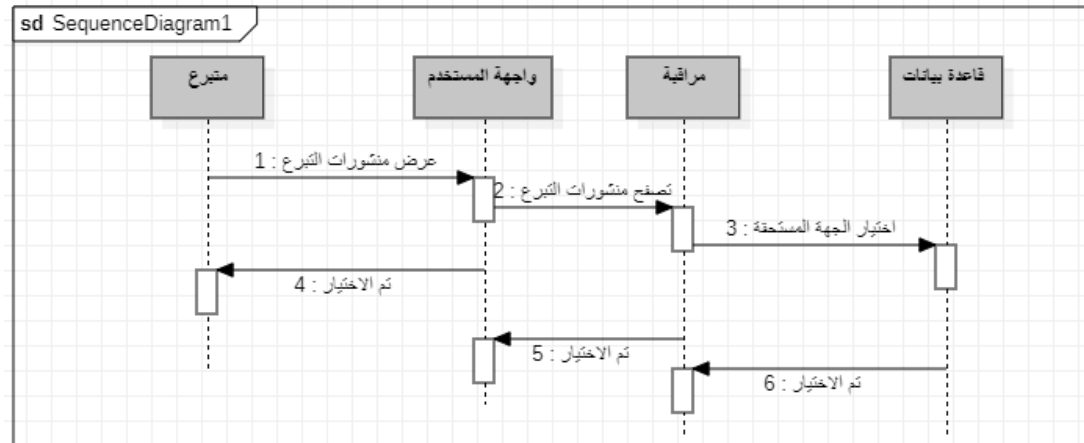 sd SequenceDiagram1
متبرع
واجهة المستخدم
مراقبة
قاعدة بيانات
1 : عرض منشورات التبرع
2 : تصفح منشورات التبرع
3 : اختيار الجهة المستحقة
4 : تم الاختيار
5 : تم الاختيار
6 : تم الاختيار